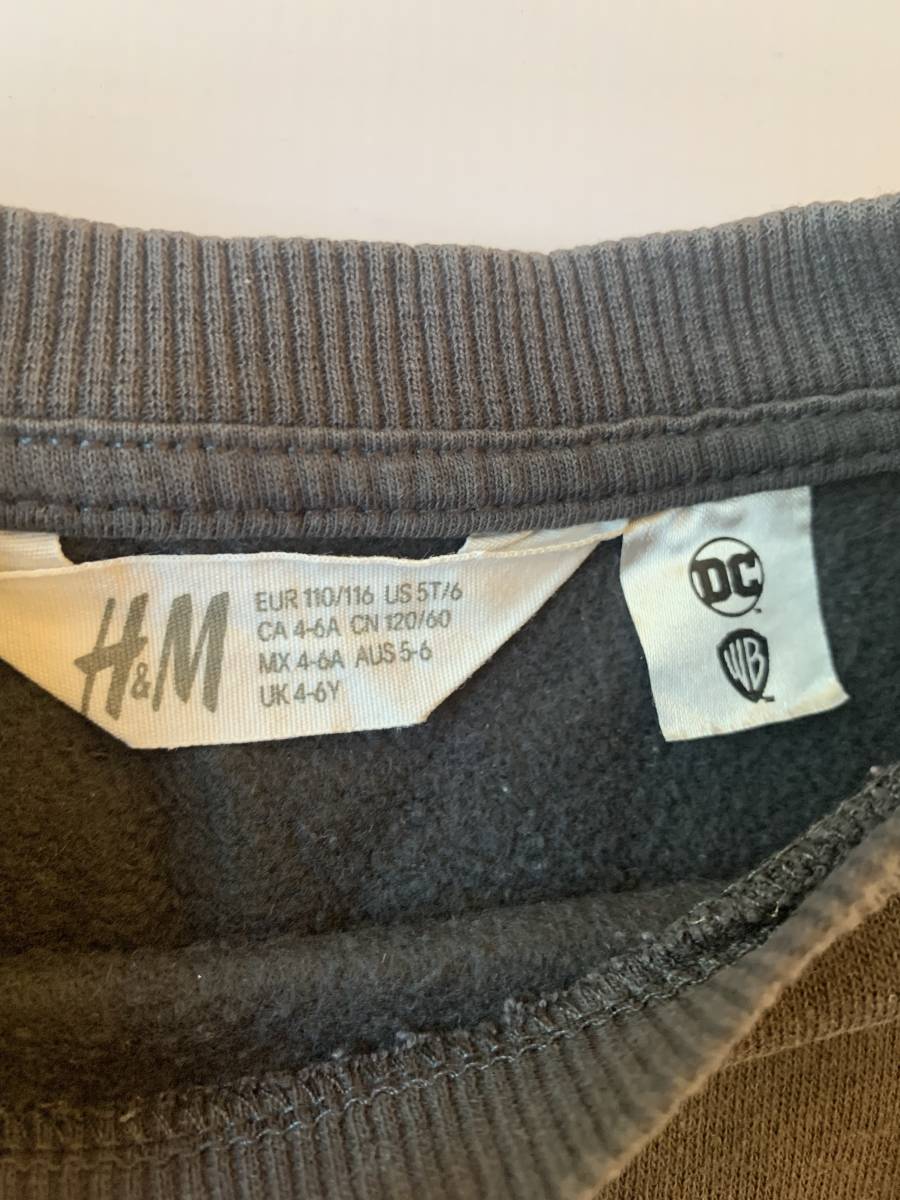 H&M
EUR 110/116 US 5T/6
CA 4-6A CN 120/60
MX 4-6A AUS 5-6
UK 4-6Y
DC
WB